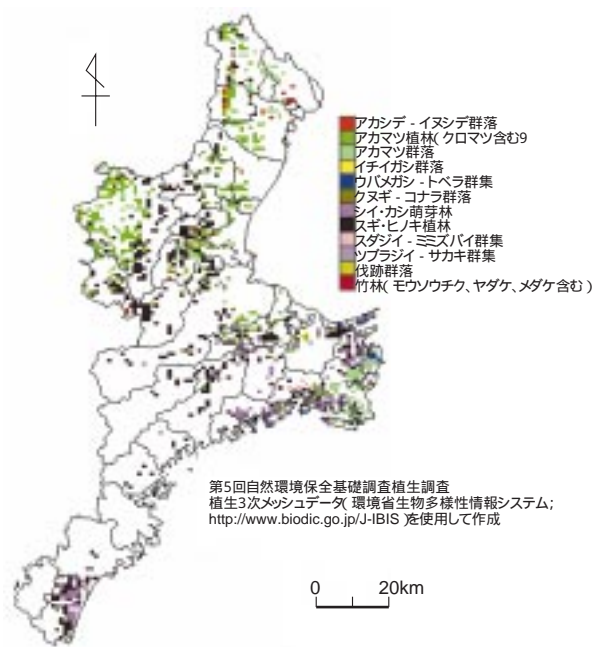 アカシデ - イヌシデ群落
アカマツ植林( クロマツ含む9
アカマツ群落
イチイガシ群落
ウバメガシ - トベラ群集
クヌギ - コナラ群落
シイ・カシ萌芽林
スギ・ヒノキ植林
スダジイ - ミミズバイ群集
ツブラジイ - サカキ群集
伐跡群落
竹林( モウソウチク、ヤダケ、メダケ含む )
第5回自然環境保全基礎調査植生調査
植生3次メッシュデータ( 環境省生物多様性情報システム;
http://www.biodic.go.jp/J-IBIS )を使用して作成
0 20km